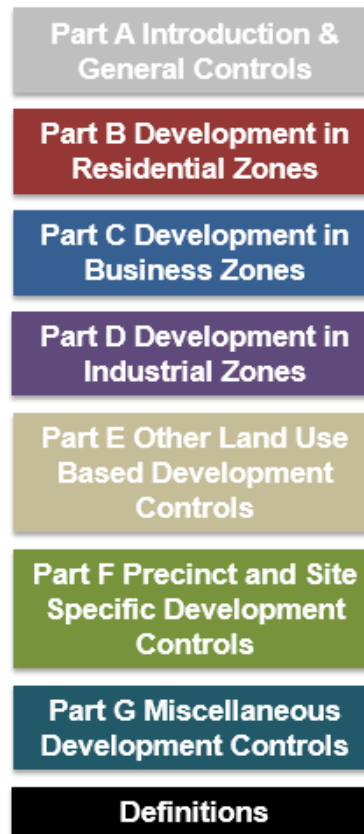 Part A Introduction &
General Controls
Part B Development in
Residential Zones
Part C Development in
Business Zones
Part D Development in
Industrial Zones
Part E Other Land Use
Based Development
Controls
Part F Precinct and Site
Specific Development
Controls
Part G Miscellaneous
Development Controls
Definitions